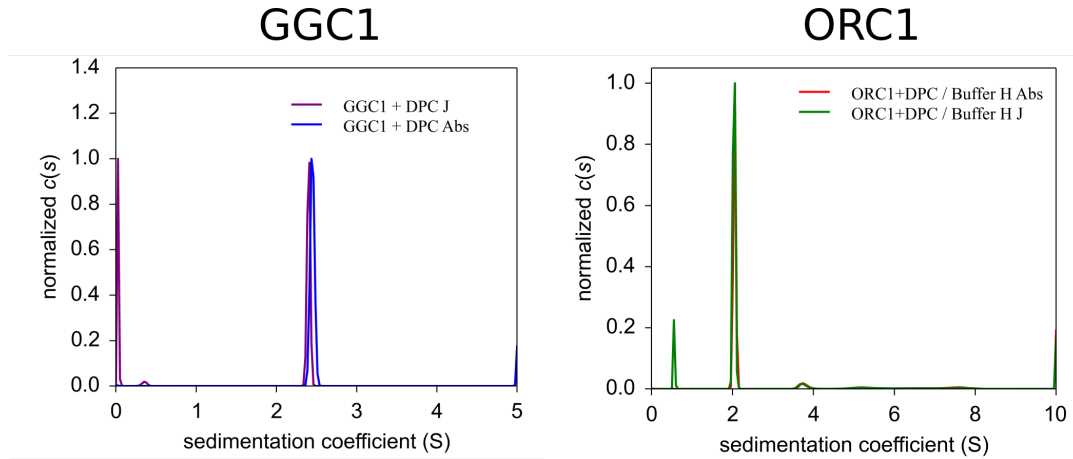 GGC1
ORC1
1.4
1.2
1.0
0.8
0.6
0.4
0.2
0.0
normalized c(s)
GGC1 + DPC J
GGC1 + DPC Abs
0 1 2 3 4 5
sedimentation coefficient (S)
1.0
0.8
0.6
0.4
0.2
0.0
normalized c(s)
ORC1+DPC / Buffer H Abs
ORC1+DPC / Buffer H J
0 2 4 6 8 10
sedimentation coefficient (S)